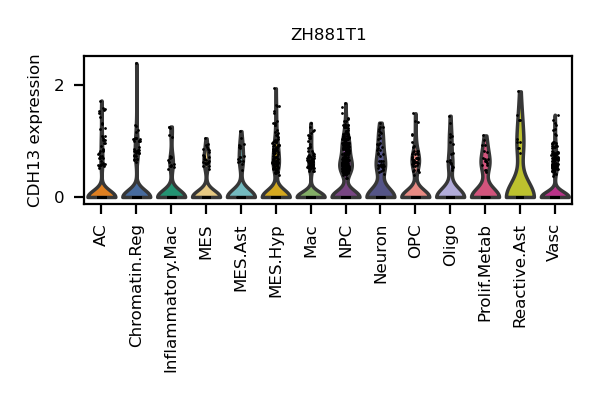 ZH881T1
CDH13 expression
2
0
AC
Chromatin.Reg
Inflammatory.Mac
MES
MES.Ast
MES.Hyp
Mac
NPC
Neuron
OPC
Oligo
Prolif.Metab
Reactive.Ast
Vasc